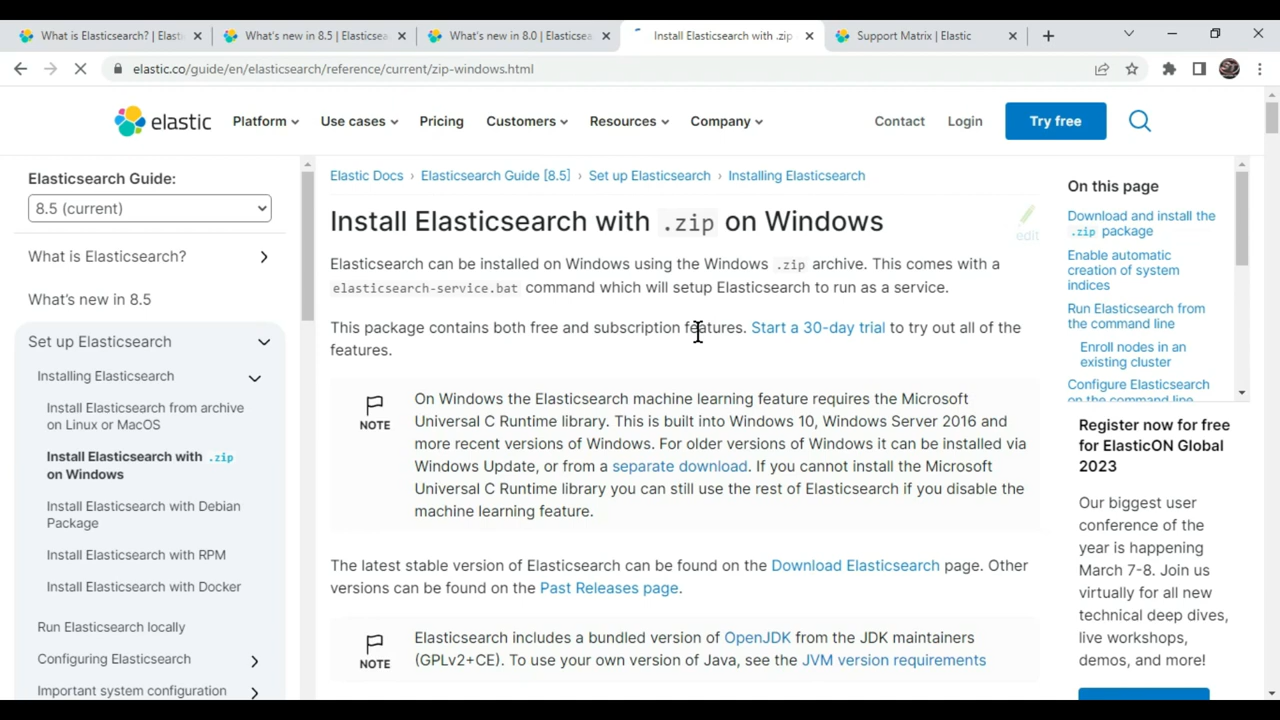 What is Elasticsearch? | Elasti
What's new in 8.5 | Elasticsea
What's new in 8.0 | Elasticsea
Install Elasticsearch with .zip
Support Matrix | Elastic
elastic.co/guide/en/elasticsearch/reference/current/zip-windows.html
elastic
Platform
Use cases
Pricing
Customers
Resources
Company
Contact
Login
Try free
Elasticsearch Guide:
8.5 (current)
What is Elasticsearch?
What's new in 8.5
Set up Elasticsearch
Installing Elasticsearch
Install Elasticsearch from archive
on Linux or MacOS
Install Elasticsearch with .zip
on Windows
Install Elasticsearch with Debian
Package
Install Elasticsearch with RPM
Install Elasticsearch with Docker
Run Elasticsearch locally
Configuring Elasticsearch
Important system configuration
Elastic Docs › Elasticsearch Guide [8.5] › Set up Elasticsearch › Installing Elasticsearch
Install Elasticsearch with .zip on Windows
edit
Elasticsearch can be installed on Windows using the Windows .zip archive. This comes with a
elasticsearch-service.bat command which will setup Elasticsearch to run as a service.
This package contains both free and subscription features. Start a 30-day trial to try out all of the
features.
NOTE
On Windows the Elasticsearch machine learning feature requires the Microsoft
Universal C Runtime library. This is built into Windows 10, Windows Server 2016 and
more recent versions of Windows. For older versions of Windows it can be installed via
Windows Update, or from a separate download. If you cannot install the Microsoft
Universal C Runtime library you can still use the rest of Elasticsearch if you disable the
machine learning feature.
The latest stable version of Elasticsearch can be found on the Download Elasticsearch page. Other
versions can be found on the Past Releases page.
NOTE
Elasticsearch includes a bundled version of OpenJDK from the JDK maintainers
(GPLv2+CE). To use your own version of Java, see the JVM version requirements
On this page
Download and install the
.zip package
Enable automatic
creation of system
indices
Run Elasticsearch from
the command line
Enroll nodes in an
existing cluster
Configure Elasticsearch
on the command line
Register now for free
for ElasticON Global
2023
Our biggest user
conference of the
year is happening
March 7-8. Join us
virtually for all new
technical deep dives,
live workshops,
demos, and more!